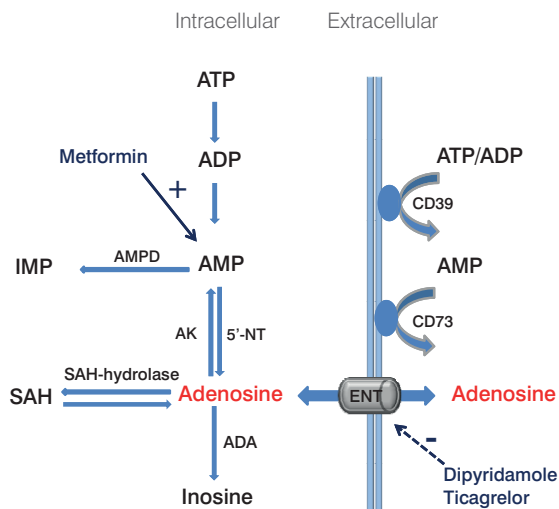 Intracellular
Extracellular
ATP
Metformin
+
ADP
ATP/ADP
CD39
IMP
AMPD
AMP
AMP
AK
5’-NT
CD73
SAH-hydrolase
SAH
Adenosine
ENT
Adenosine
ADA
-
Inosine
Dipyridamole
Ticagrelor